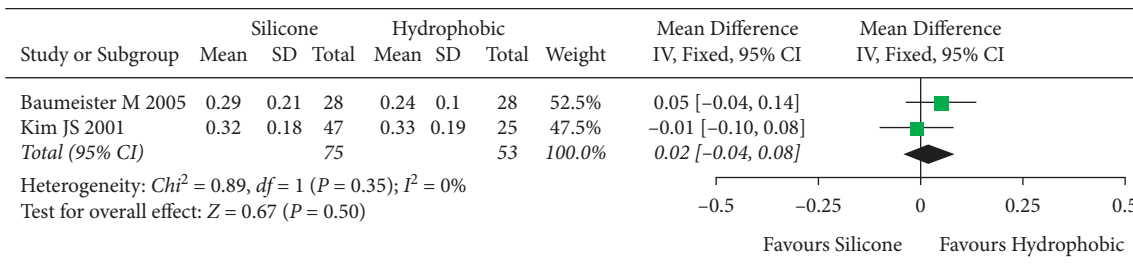 Silicone Hydrophobic Mean Difference Mean Difference
Study or Subgroup Mean SD Total Mean SD Total Weight IV, Fixed, 95% CI IV, Fixed, 95% CI
Baumeister M 2005 0.29 0.21 28 0.24 0.1 28 52.5% 0.05 [–0.04, 0.14]
Kim JS 2001 0.32 0.18 47 0.33 0.19 25 47.5% –0.01 [–0.10, 0.08]
Total (95% CI) 75 53 100.0% 0.02 [–0.04, 0.08]
Heterogeneity: Chi² = 0.89, df = 1 (P = 0.35); I² = 0%
Test for overall effect: Z = 0.67 (P = 0.50)
–0.5 –0.25 0 0.25 0.5
Favours Silicone Favours Hydrophobic